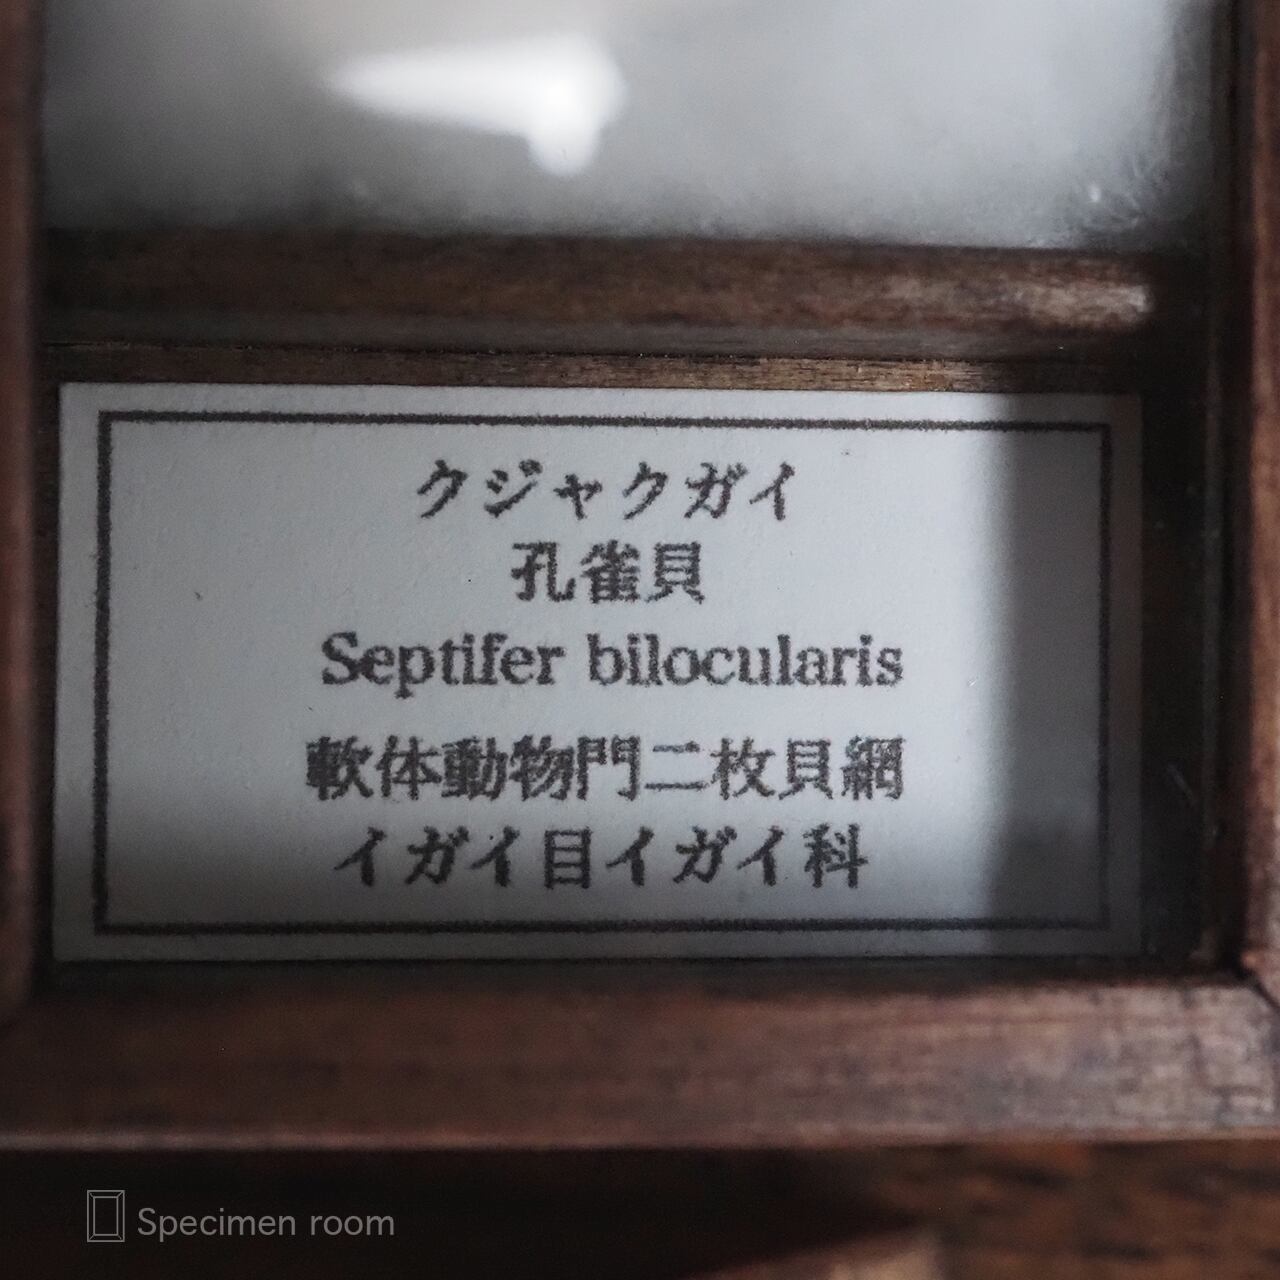 クジャクガイ
孔雀貝
Septifer bilocularis
軟体動物門二枚貝網
イガイ目イガイ科
Specimen room